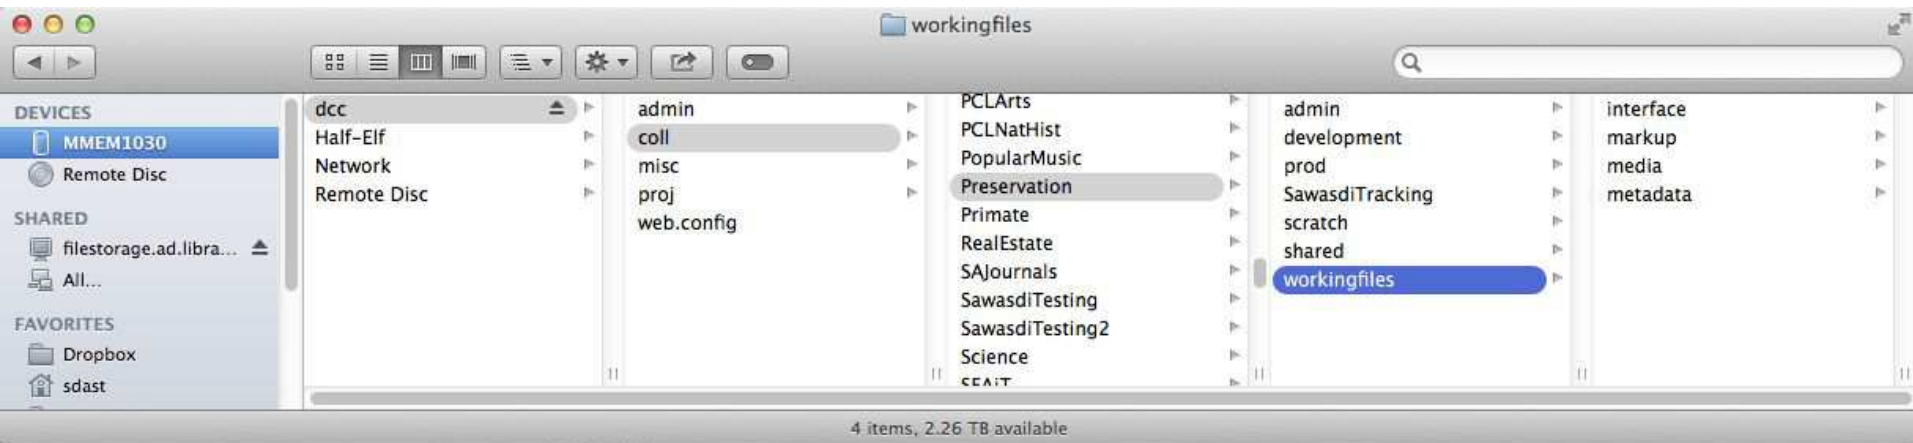 workingfiles
DEVICES
MMEM1030
Remote Disc
SHARED
filestorage.ad.libra...
All...
FAVORITES
Dropbox
sdast
dcc
Half-Elf
Network
Remote Disc
admin
coll
misc
proj
web.config
PCLArts
PCLNatHist
PopularMusic
Preservation
Primate
RealEstate
SAJournals
SawasdiTesting
SawasdiTesting2
Science
SEAiT
admin
development
prod
SawasdiTracking
scratch
shared
workingfiles
interface
markup
media
metadata
4 items, 2.26 TB available